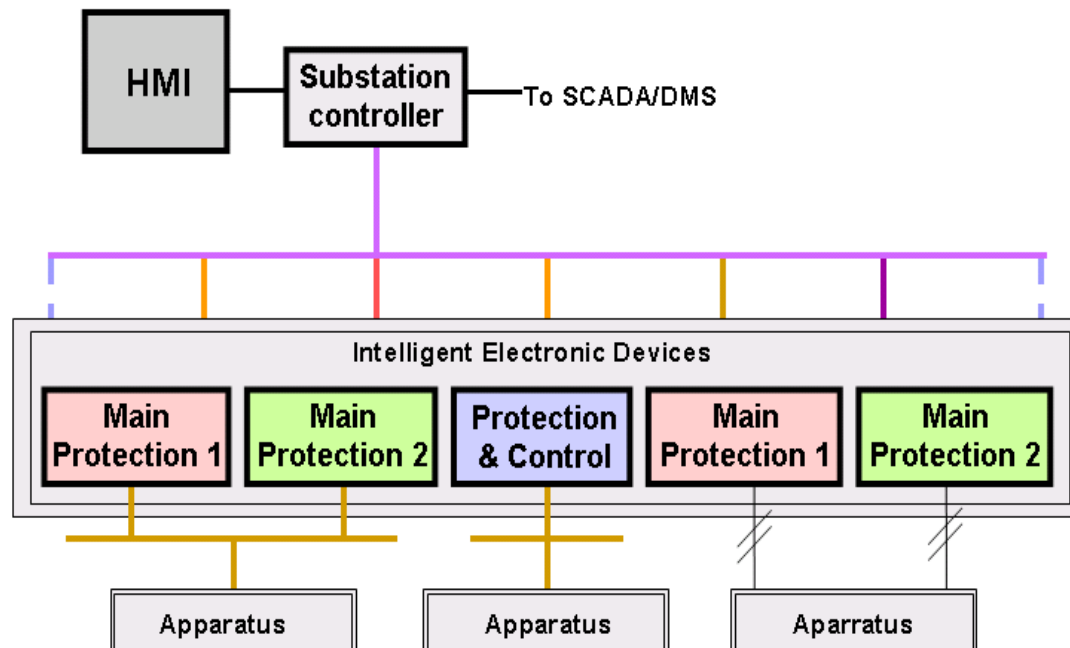 HMI
Substation
controller
To SCADA/DMS
Intelligent Electronic Devices
Main
Protection 1
Main
Protection 2
Protection
& Control
Main
Protection 1
Main
Protection 2
Apparatus
Apparatus
Aparratus